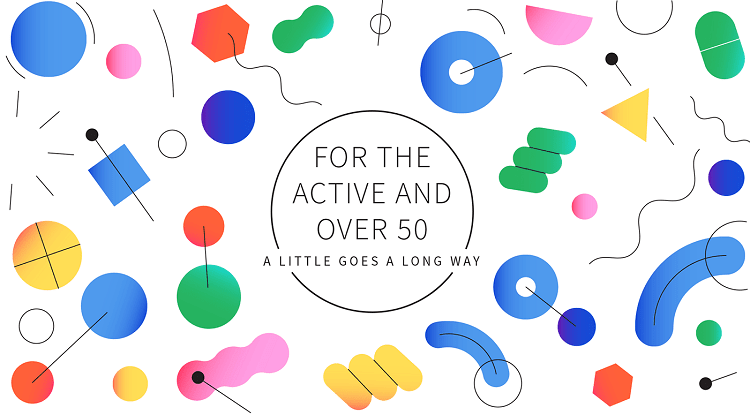 FOR THE
ACTIVE AND
OVER 50
A LITTLE GOES A LONG WAY